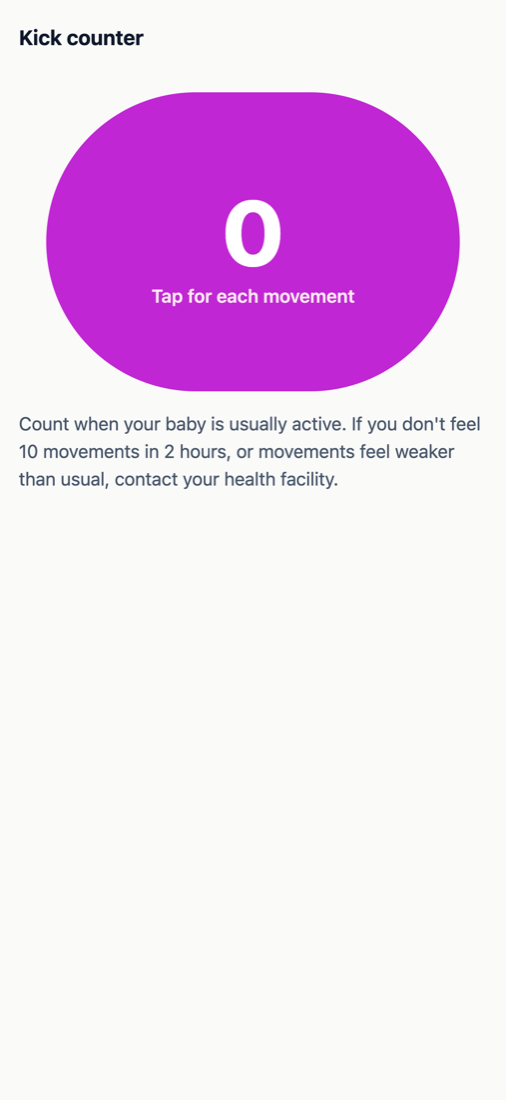 Kick counter
0
Tap for each movement
Count when your baby is usually active. If you don't feel
10 movements in 2 hours, or movements feel weaker
than usual, contact your health facility.